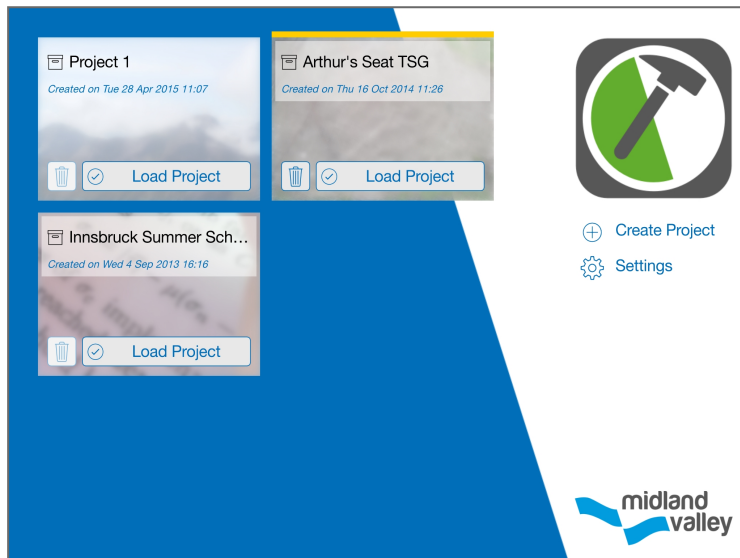 Project 1
Created on Tue 28 Apr 2015 11:07
Load Project
Arthur's Seat TSG
Created on Thu 16 Oct 2014 11:26
Load Project
Innsbruck Summer Sch…
Created on Wed 4 Sep 2013 16:16
Load Project
Create Project
Settings
midland
valley